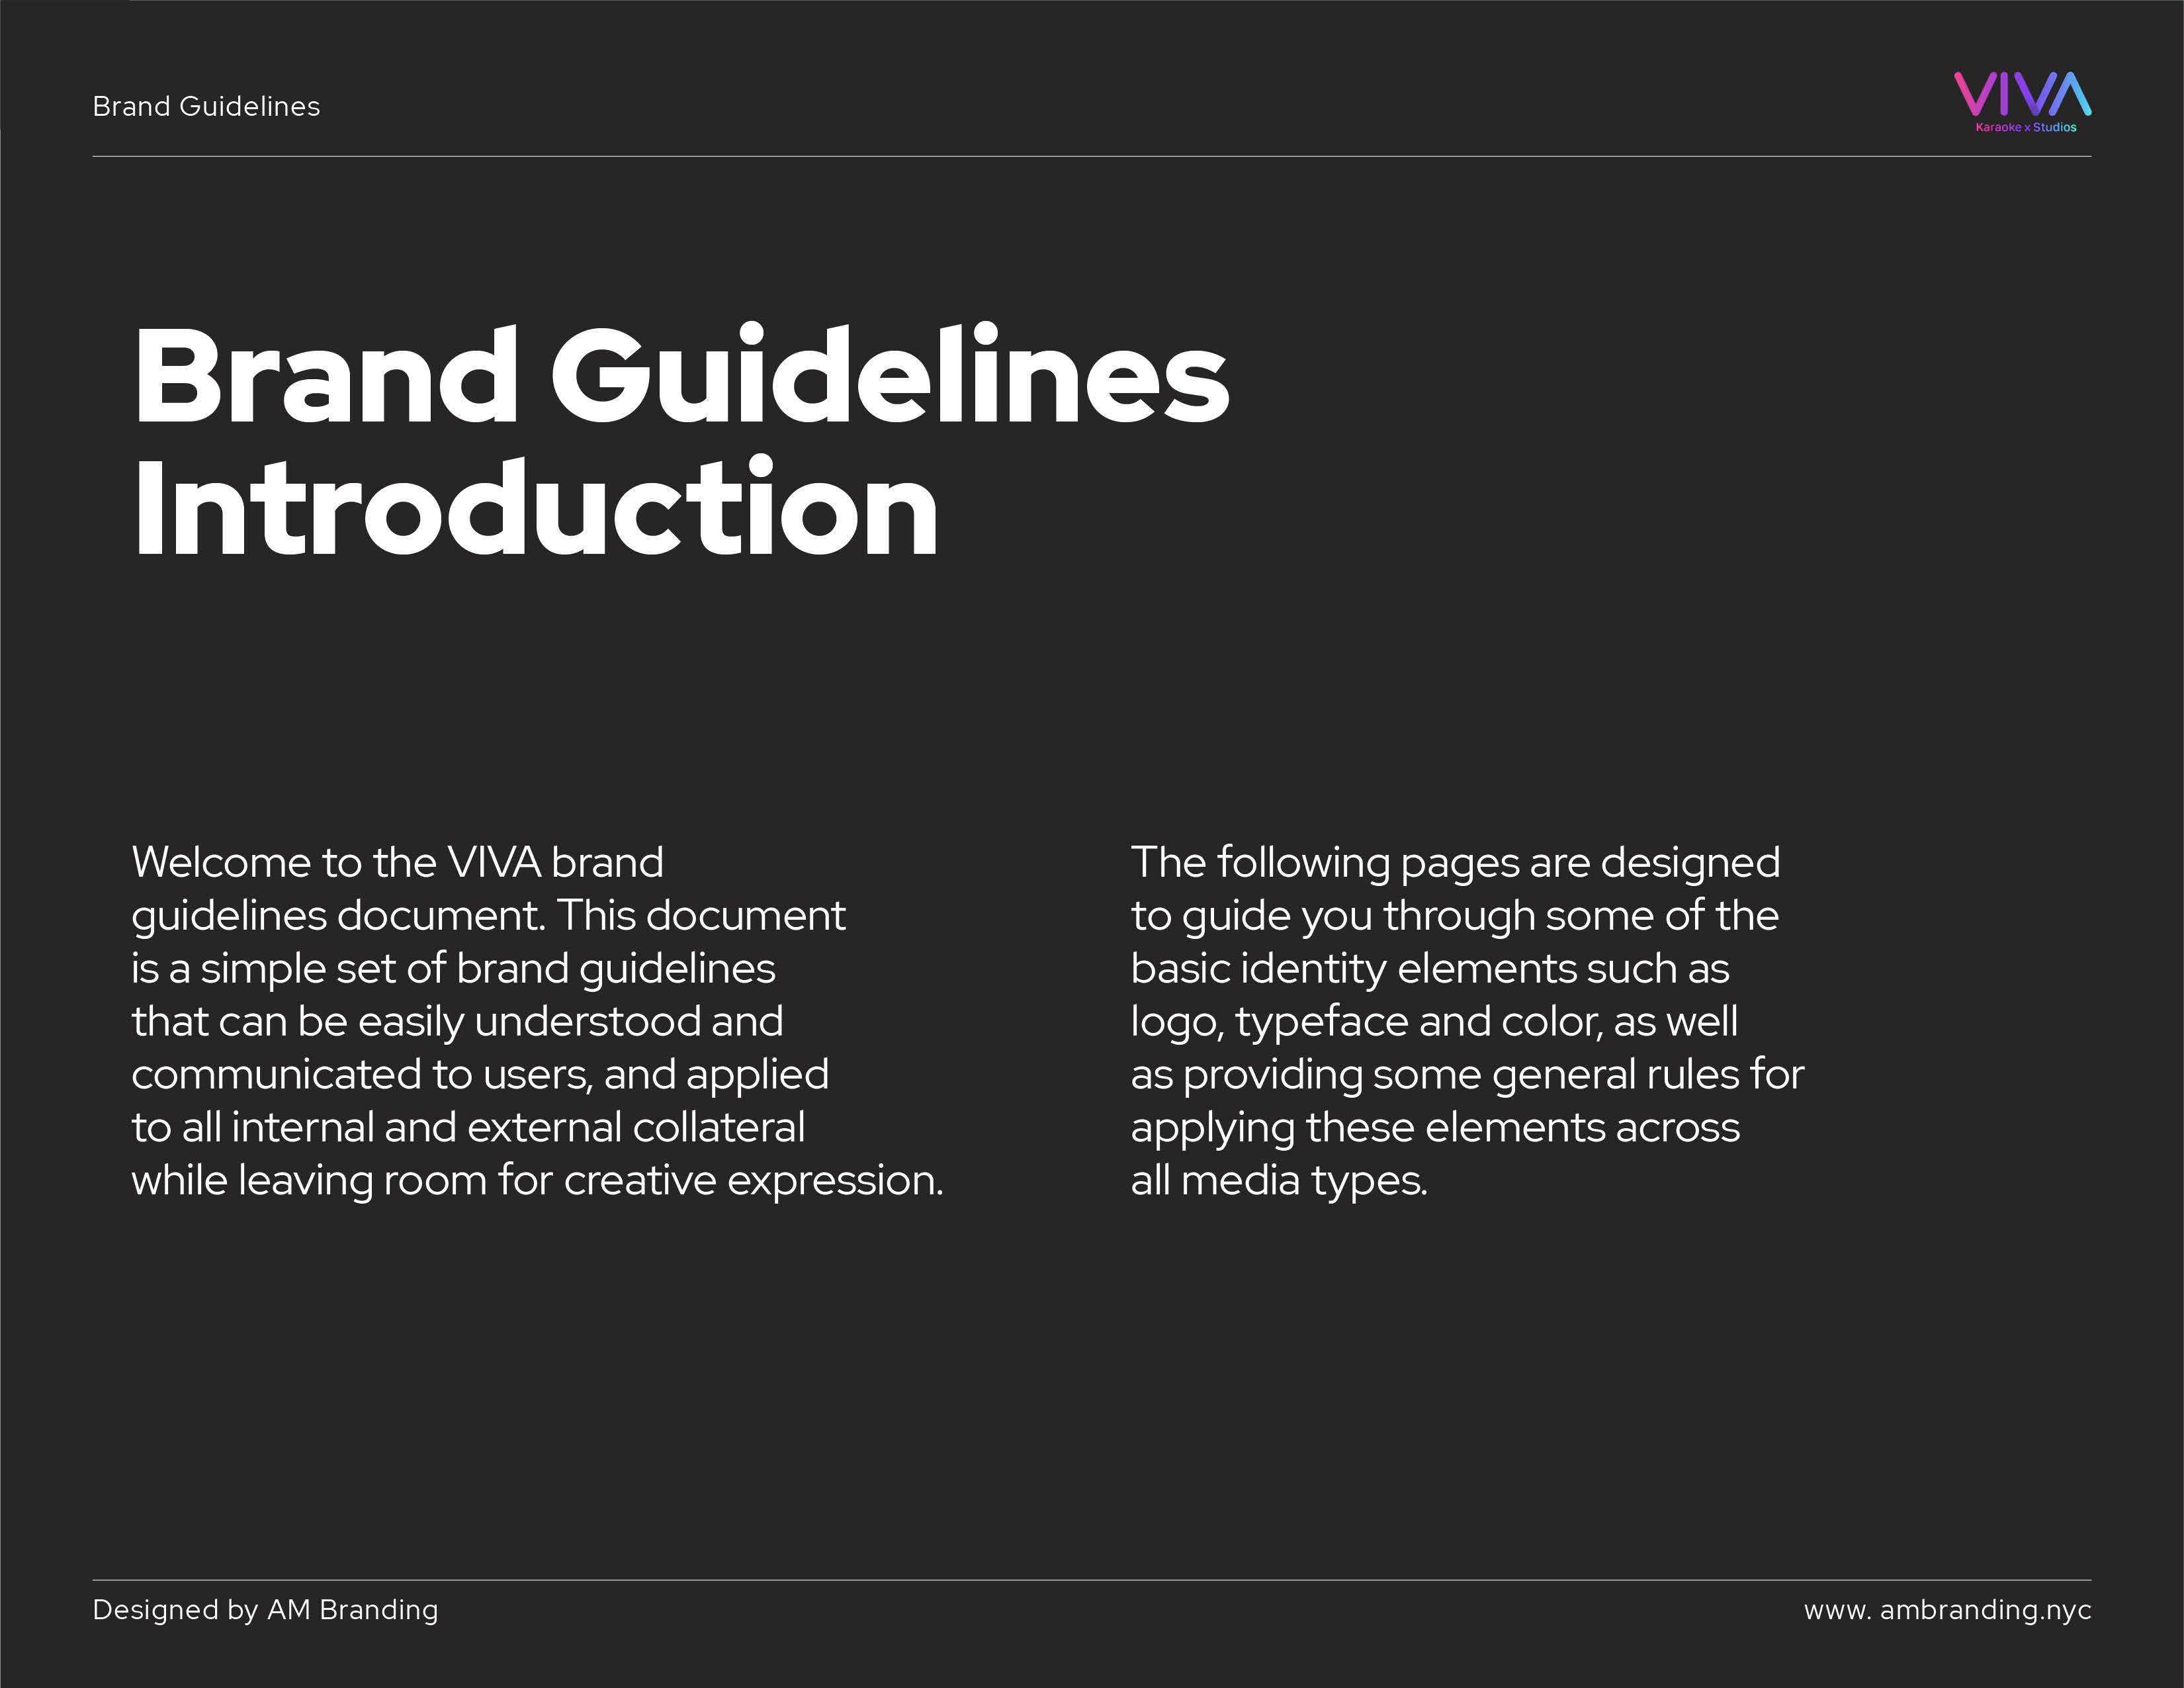 Brand Guidelines
VIVA
Karaoke x Studios
Brand Guidelines
Introduction
Welcome to the VIVA brand
guidelines document. This document
is a simple set of brand guidelines
that can be easily understood and
communicated to users, and applied
to all internal and external collateral
while leaving room for creative expression.
The following pages are designed
to guide you through some of the
basic identity elements such as
logo, typeface and color, as well
as providing some general rules for
applying these elements across
all media types.
Designed by AM Branding
www. ambranding.nyc